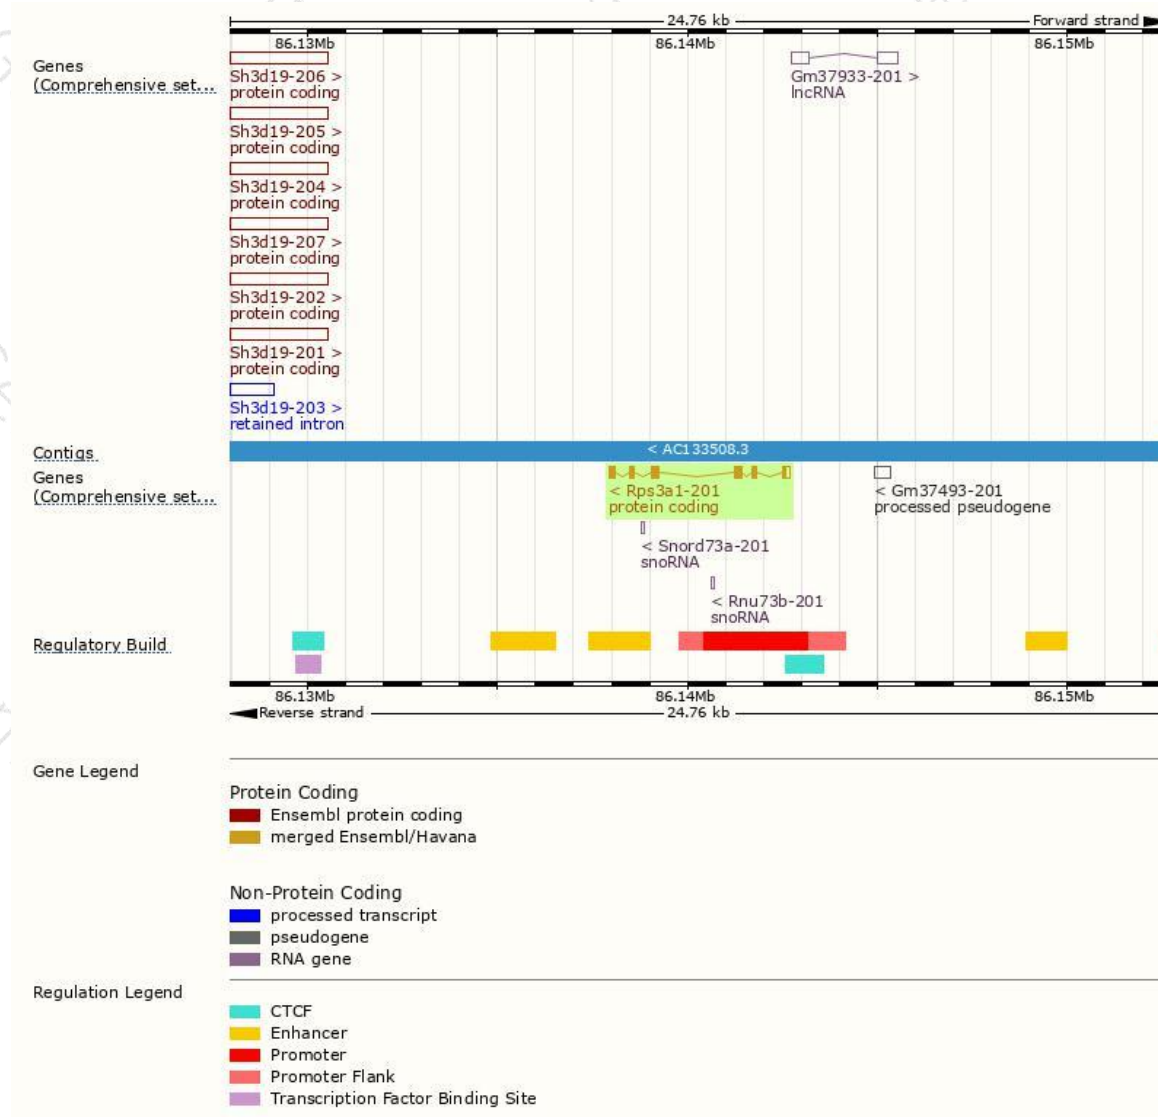 24.76 kb
Forward strand
86.13Mb
86.14Mb
86.15Mb
Genes
(Comprehensive set...
Sh3d19-206 >
protein coding
Gm37933-201 >
lncRNA
Sh3d19-205 >
protein coding
Sh3d19-204 >
protein coding
Sh3d19-207 >
protein coding
Sh3d19-202 >
protein coding
Sh3d19-201 >
protein coding
Sh3d19-203 >
retained intron
Contigs
< AC133508.3
Genes
(Comprehensive set...
< Rps3a1-201
protein coding
< Gm37493-201
processed pseudogene
< Snord73a-201
snoRNA
< Rnu73b-201
snoRNA
Regulatory Build
86.13Mb
86.14Mb
86.15Mb
Reverse strand
24.76 kb
Gene Legend
Protein Coding
Ensembl protein coding
merged Ensembl/Havana
Non-Protein Coding
processed transcript
pseudogene
RNA gene
Regulation Legend
CTCF
Enhancer
Promoter
Promoter Flank
Transcription Factor Binding Site